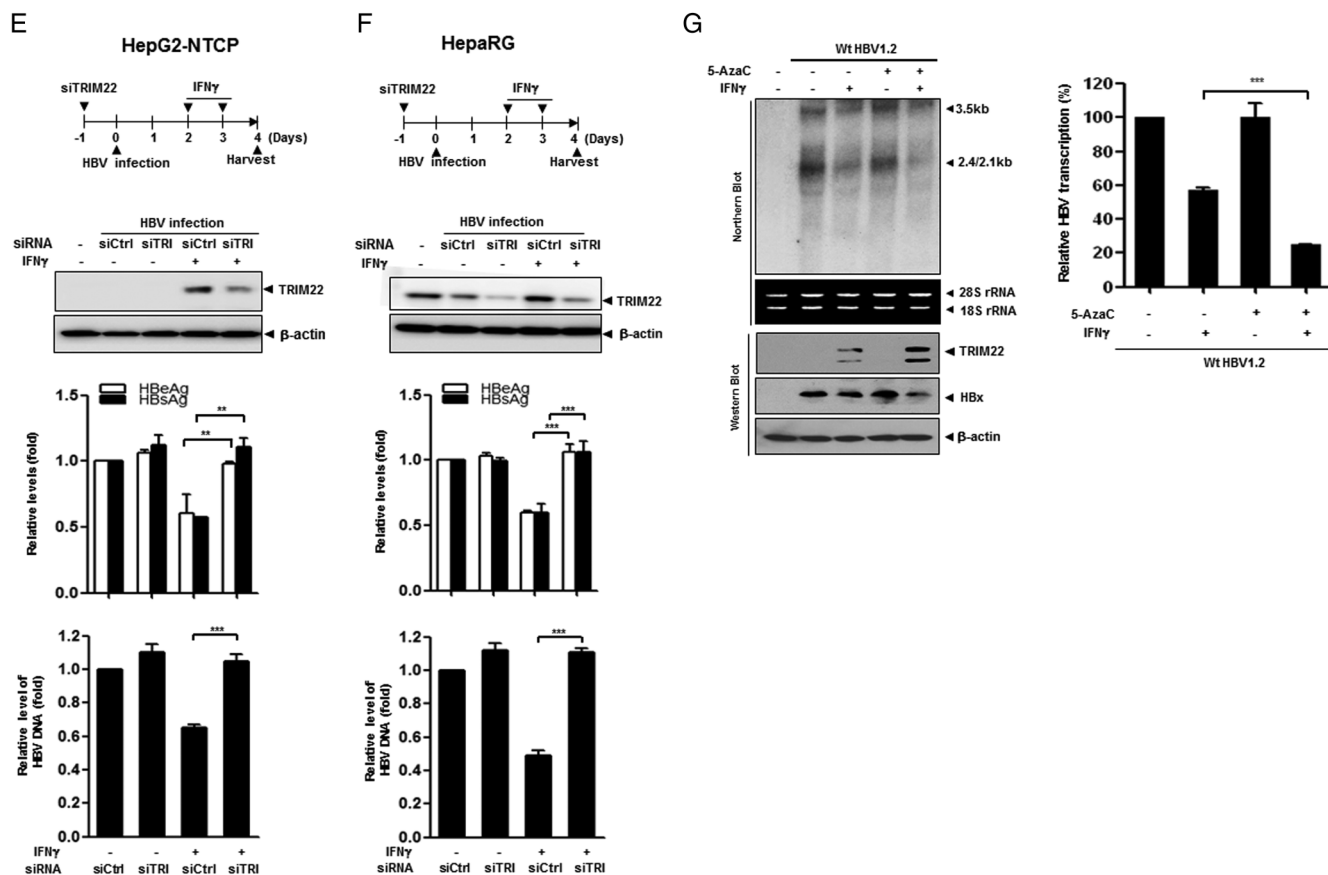 E
HepG2-NTCP
siTRIM22 IFNγ
-1 0 1 2 3 4 (Days)
HBV infection Harvest
HBV infection
siRNA - siCtrl siTRI siCtrl siTRI
IFNγ - - - + +
TRIM22
β-actin
HBeAg
HBsAg
Relative levels (fold)
1.5
1.0
0.5
0.0
**
**
Relative level of
HBV DNA (fold)
1.2
1.0
0.8
0.6
0.4
0.2
0.0
***
IFNγ - - + +
siRNA siCtrl siTRI siCtrl siTRI
F
HepaRG
siTRIM22 IFNγ
-1 0 1 2 3 4 (Days)
HBV infection Harvest
HBV infection
siRNA - siCtrl siTRI siCtrl siTRI
IFNγ - - - + +
TRIM22
β-actin
HBeAg
HBsAg
Relative levels (fold)
1.5
1.0
0.5
0.0
***
***
Relative level of
HBV DNA (fold)
1.2
1.0
0.8
0.6
0.4
0.2
0.0
***
IFNγ - - + +
siRNA siCtrl siTRI siCtrl siTRI
G
Wt HBV1.2
5-AzaC - - - + +
IFNγ - - + - +
Northern Blot
3.5kb
2.4/2.1kb
28S rRNA
18S rRNA
Western Blot
TRIM22
HBx
β-actin
Relative HBV transcription (%)
120
100
80
60
40
20
0
***
5-AzaC - - + +
IFNγ - + - +
Wt HBV1.2